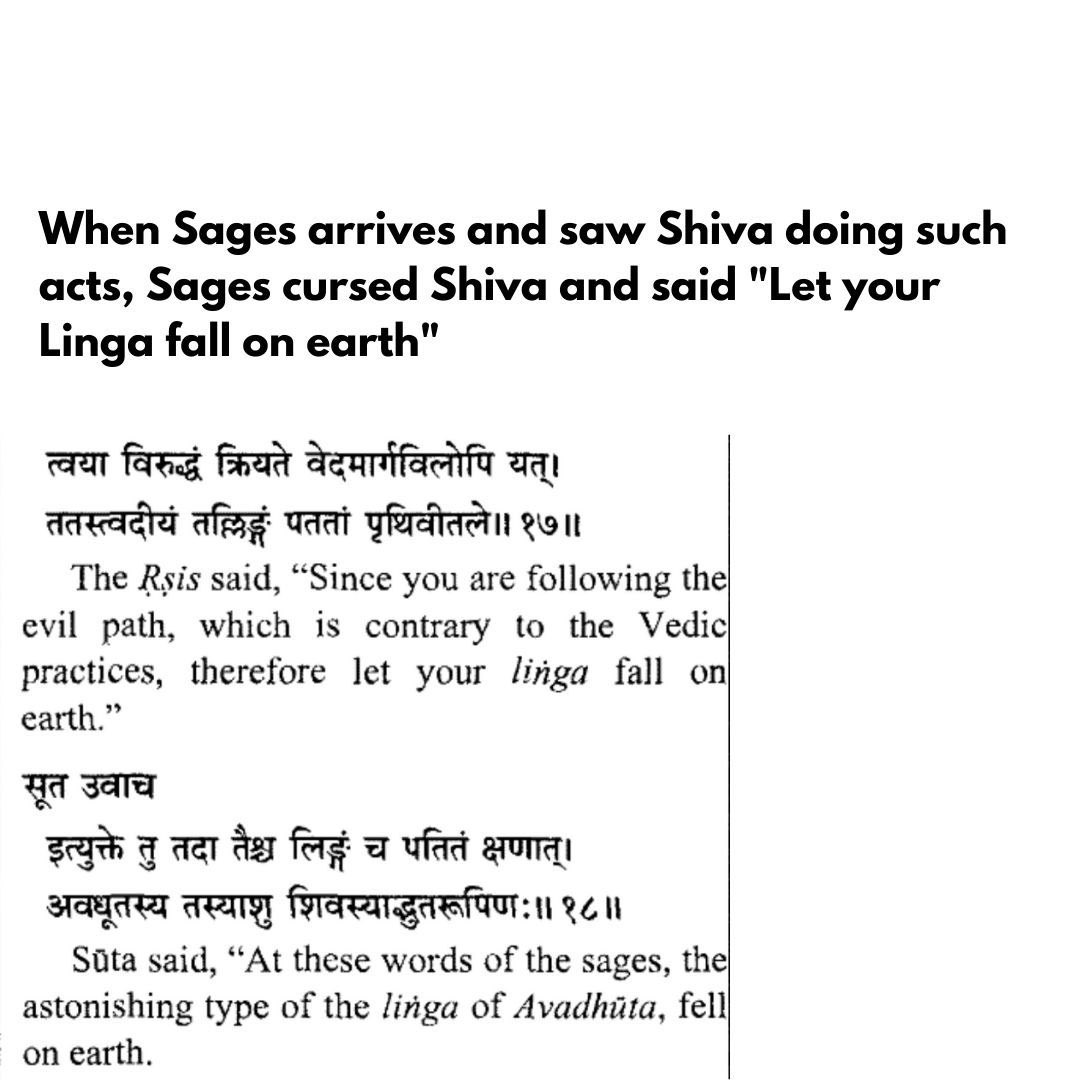 When Sages arrives and saw Shiva doing such
acts, Sages cursed Shiva and said "Let your
Linga fall on earth"
त्वया विरुद्धं क्रियते वेदमार्गविलोपि यत्।
ततस्त्वदीयं तल्लिङ्गं पततां पृथिवीतले॥ १७॥
The Ṛṣis said, “Since you are following the
evil path, which is contrary to the Vedic
practices, therefore let your liṅga fall on
earth.”
सूत उवाच
इत्युक्ते तु तदा तैश्च लिङ्गं च पतितं क्षणात्।
अवधूतस्य तस्याशु शिवस्याद्भुतरूपिणः॥ १८॥
Sūta said, “At these words of the sages, the
astonishing type of the liṅga of Avadhūta, fell
on earth.